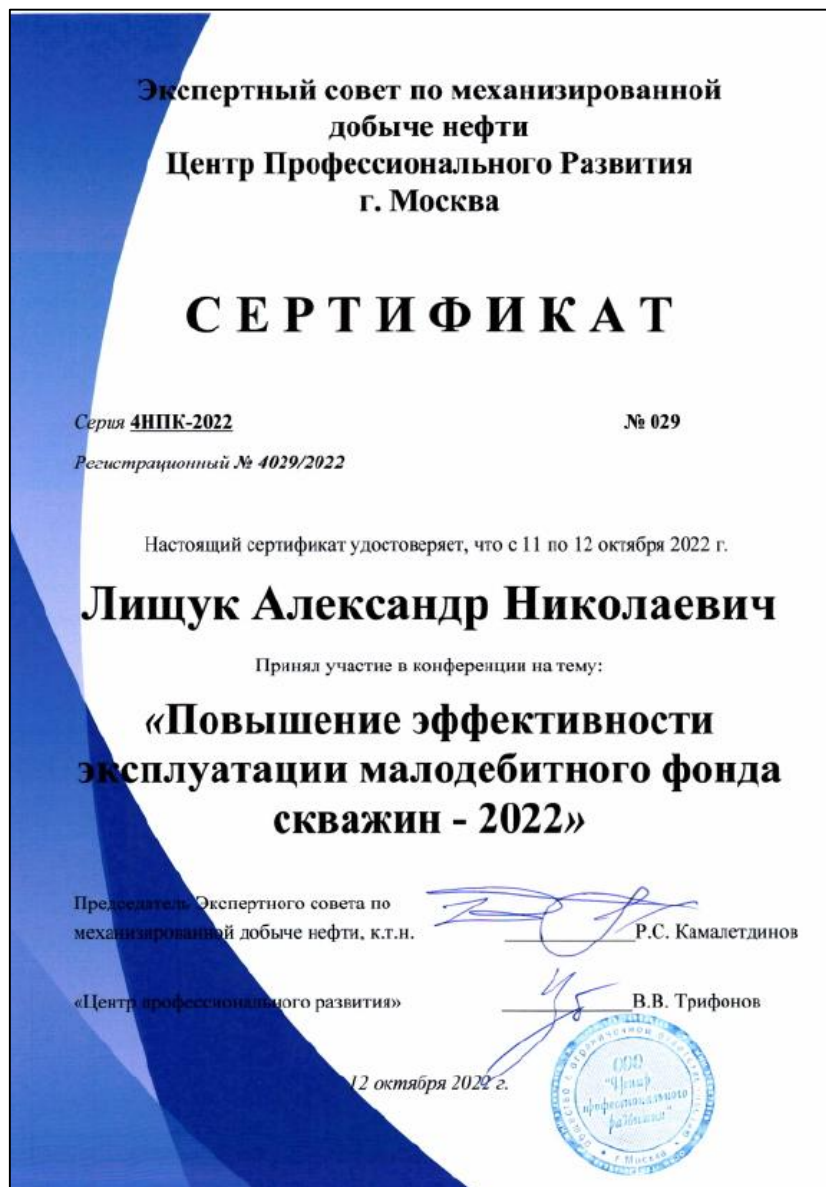 Экспертный совет по механизированной
добыче нефти
Центр Профессионального Развития
г. Москва
СЕРТИФИКАТ
Серия 4НПК-2022 № 029
Регистрационный № 4029/2022
Настоящий сертификат удостоверяет, что с 11 по 12 октября 2022 г.
Лищук Александр Николаевич
Принял участие в конференции на тему:
«Повышение эффективности
эксплуатации малодебитного фонда
скважин - 2022»
Председатель Экспертного совета по
механизированной добыче нефти, к.т.н. Р.С. Камалетдинов
«Центр профессионального развития» В.В. Трифонов
12 октября 2022 г.
Общество с ограниченной ответственностью
ООО
"Центр
профессионального
развития"
г. Москва